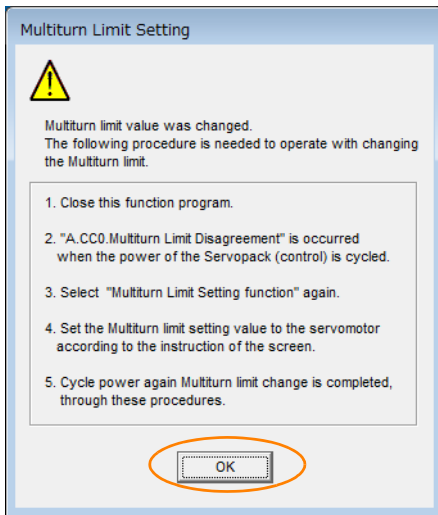 Multiturn Limit Setting
Multiturn limit value was changed.
The following procedure is needed to operate with changing
the Multiturn limit.
1. Close this function program.
2. "A.CC0.Multiturn Limit Disagreement" is occurred
when the power of the Servopack (control) is cycled.
3. Select "Multiturn Limit Setting function" again.
4. Set the Multiturn limit setting value to the servomotor
according to the instruction of the screen.
5. Cycle power again Multiturn limit change is completed,
through these procedures.
OK